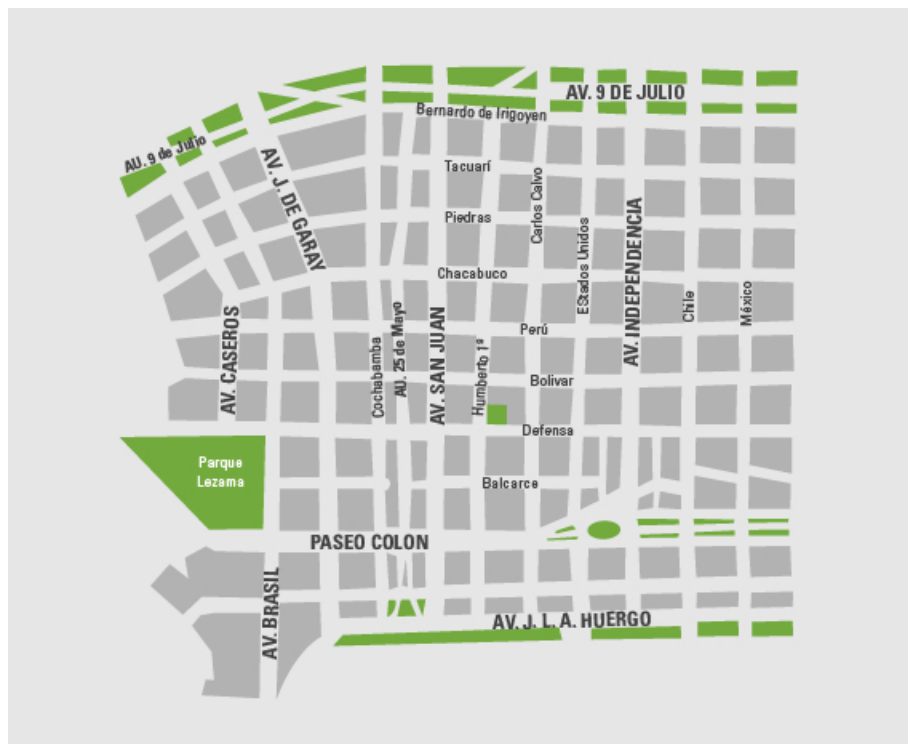 AV. 9 DE JULIO
Bernardo de Irigoyen
AU. 9 de Julio
Tacuarí
AV. J. DE GARAY
Carlos Calvo
Piedras
EStados Unidos
AV. INDEPENDENCIA
Chacabuco
Chile
México
AV. CASEROS
Cochabamba
AU. 25 de Mayo
AV. SAN JUAN
Humberto 1º
Perú
Bolivar
Defensa
Parque
Lezama
Balcarce
PASEO COLON
AV. BRASIL
AV. J. L. A. HUERGO